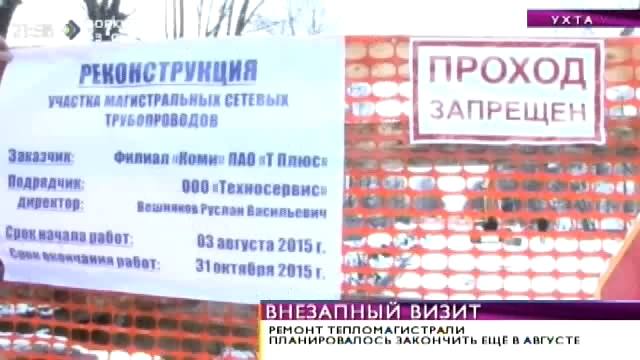 УХТА
РЕКОНСТРУКЦИЯ
УЧАСТКА МАГИСТРАЛЬНЫХ СЕТЕВЫХ
ТРУБОПРОВОДОВ
Заказчик: Филиал «Коми» ПАО «Т Плюс»
Подрядчик: ООО «Техносервис»
директор: Вешняков Руслан Васильевич
Срок начала работ: 03 августа 2015 г.
Срок окончания работ: 31 октября 2015 г.
ПРОХОД
ЗАПРЕЩЕН
ВНЕЗАПНЫЙ ВИЗИТ
РЕМОНТ ТЕПЛОМАГИСТРАЛИ
ПЛАНИРОВАЛОСЬ ЗАКОНЧИТЬ ЕЩЁ В АВГУСТЕ